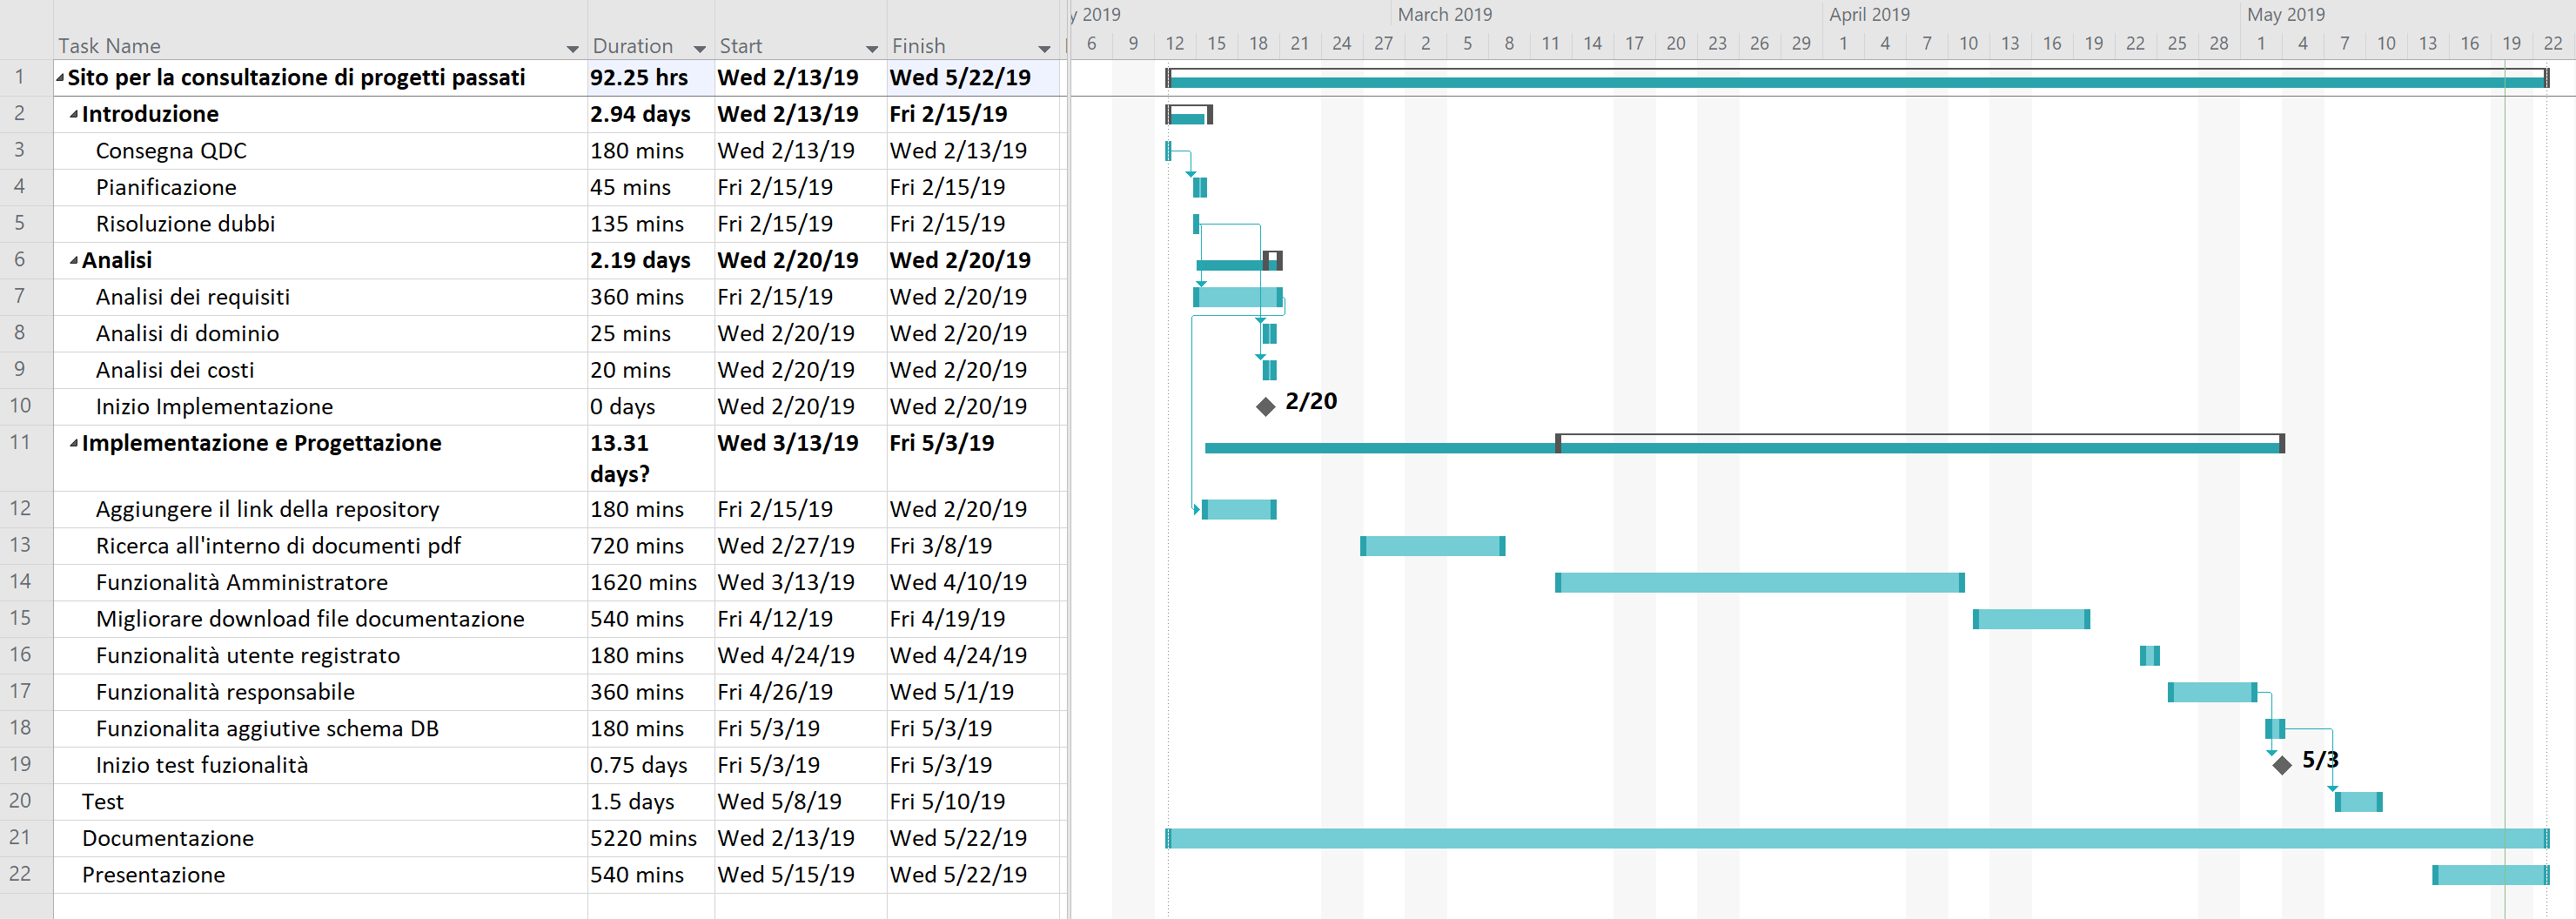 y 2019 March 2019 April 2019 May 2019
Task Name Duration Start Finish 6 9 12 15 18 21 24 27 2 5 8 11 14 17 20 23 26 29 1 4 7 10 13 16 19 22 25 28 1 4 7 10 13 16 19 22
1 Sito per la consultazione di progetti passati 92.25 hrs Wed 2/13/19 Wed 5/22/19
2 Introduzione 2.94 days Wed 2/13/19 Fri 2/15/19
3 Consegna QDC 180 mins Wed 2/13/19 Wed 2/13/19
4 Pianificazione 45 mins Fri 2/15/19 Fri 2/15/19
5 Risoluzione dubbi 135 mins Fri 2/15/19 Fri 2/15/19
6 Analisi 2.19 days Wed 2/20/19 Wed 2/20/19
7 Analisi dei requisiti 360 mins Fri 2/15/19 Wed 2/20/19
8 Analisi di dominio 25 mins Wed 2/20/19 Wed 2/20/19
9 Analisi dei costi 20 mins Wed 2/20/19 Wed 2/20/19
10 Inizio Implementazione 0 days Wed 2/20/19 Wed 2/20/19 2/20
11 Implementazione e Progettazione 13.31 Wed 3/13/19 Fri 5/3/19
days?
12 Aggiungere il link della repository 180 mins Fri 2/15/19 Wed 2/20/19
13 Ricerca all'interno di documenti pdf 720 mins Wed 2/27/19 Fri 3/8/19
14 Funzionalità Amministratore 1620 mins Wed 3/13/19 Wed 4/10/19
15 Migliorare download file documentazione 540 mins Fri 4/12/19 Fri 4/19/19
16 Funzionalità utente registrato 180 mins Wed 4/24/19 Wed 4/24/19
17 Funzionalità responsabile 360 mins Fri 4/26/19 Wed 5/1/19
18 Funzionalita aggiutive schema DB 180 mins Fri 5/3/19 Fri 5/3/19
19 Inizio test fuzionalità 0.75 days Fri 5/3/19 Fri 5/3/19 5/3
20 Test 1.5 days Wed 5/8/19 Fri 5/10/19
21 Documentazione 5220 mins Wed 2/13/19 Wed 5/22/19
22 Presentazione 540 mins Wed 5/15/19 Wed 5/22/19